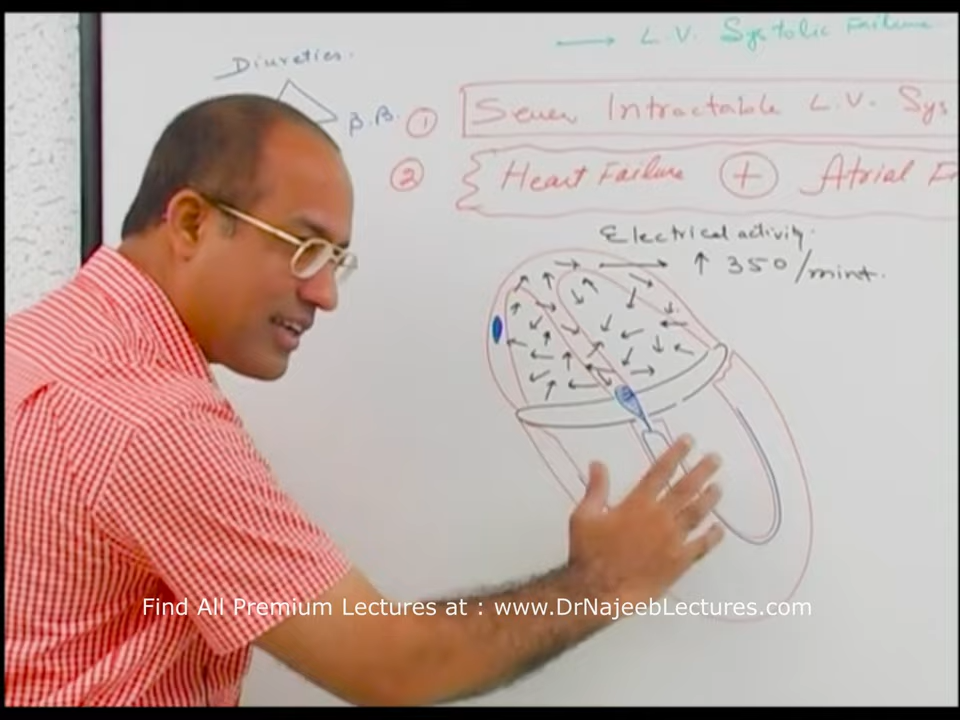 → L.V. Systolic Failure
Diuretics.
β.B.
① Sever Intractable L.V. Sys
② Heart Failure + Atrial F
Electrical activity.
↑ 350/mint.
Find All Premium Lectures at : www.DrNajeebLectures.com